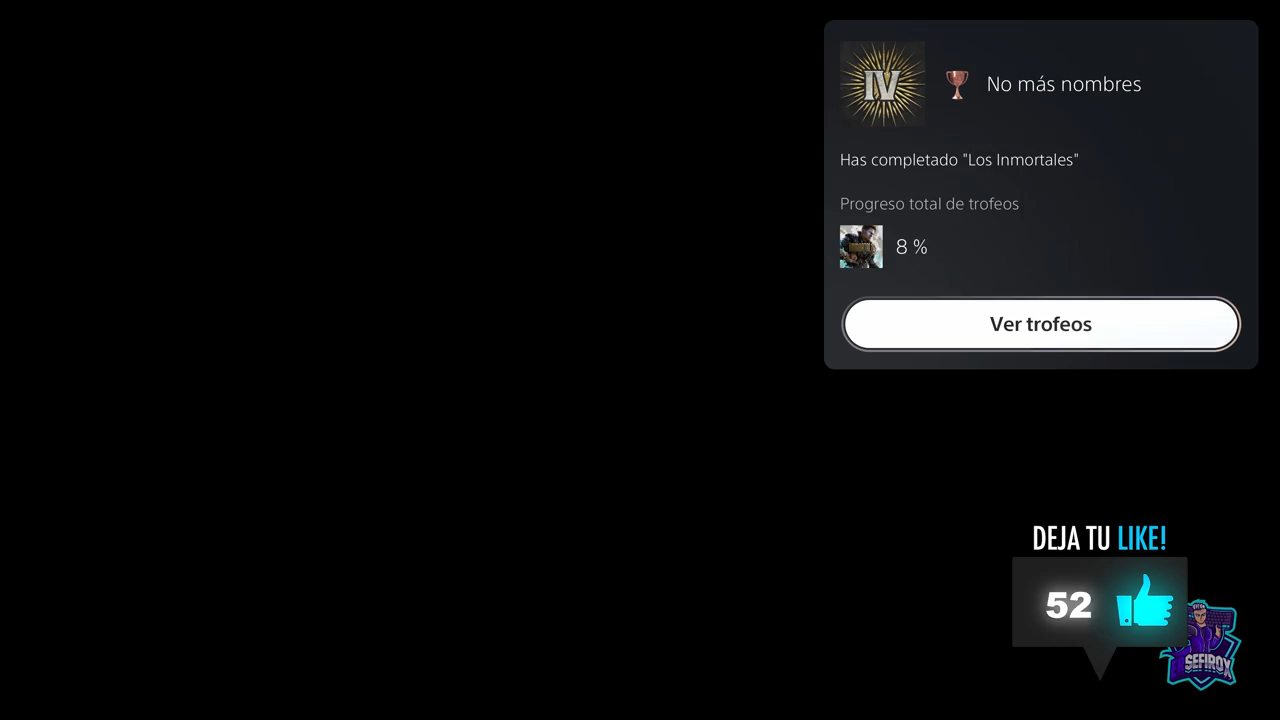 IV
No más nombres
Has completado "Los Inmortales"
Progreso total de trofeos
8 %
Ver trofeos
DEJA TU LIKE!
52
SEFIROX